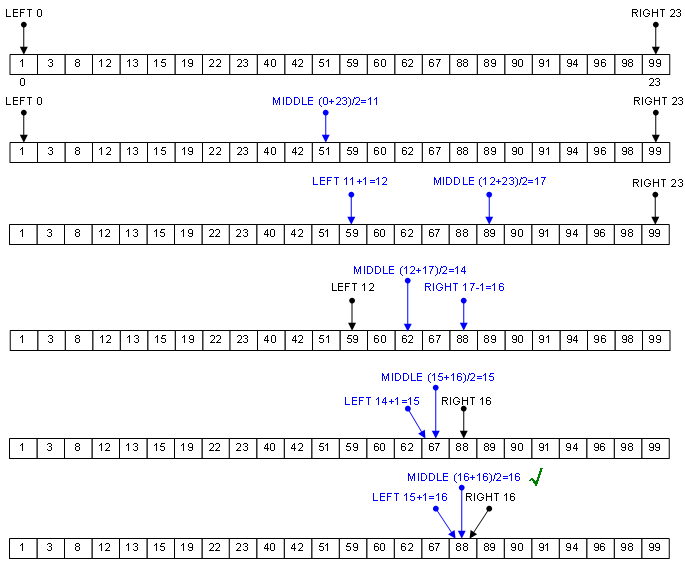 LEFT 0 RIGHT 23
1 3 8 12 13 15 19 22 23 40 42 51 59 60 62 67 88 89 90 91 94 96 98 99
0 23
LEFT 0 MIDDLE (0+23)/2=11 RIGHT 23
1 3 8 12 13 15 19 22 23 40 42 51 59 60 62 67 88 89 90 91 94 96 98 99
LEFT 11+1=12 MIDDLE (12+23)/2=17 RIGHT 23
1 3 8 12 13 15 19 22 23 40 42 51 59 60 62 67 88 89 90 91 94 96 98 99
MIDDLE (12+17)/2=14
LEFT 12 RIGHT 17-1=16
1 3 8 12 13 15 19 22 23 40 42 51 59 60 62 67 88 89 90 91 94 96 98 99
MIDDLE (15+16)/2=15
LEFT 14+1=15 RIGHT 16
1 3 8 12 13 15 19 22 23 40 42 51 59 60 62 67 88 89 90 91 94 96 98 99
MIDDLE (16+16)/2=16
LEFT 15+1=16 RIGHT 16
1 3 8 12 13 15 19 22 23 40 42 51 59 60 62 67 88 89 90 91 94 96 98 99